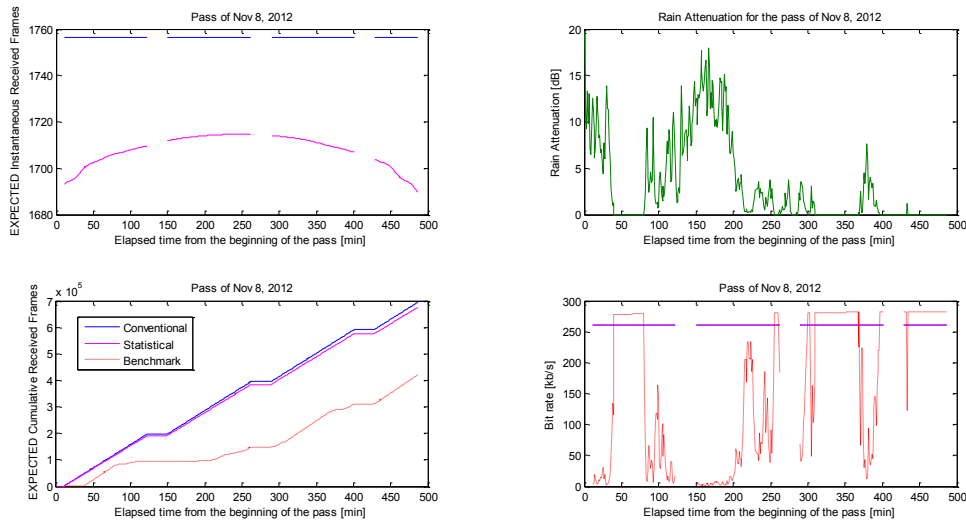 Pass of Nov 8, 2012
EXPECTED Instantaneous Received Frames
1760
1740
1720
1700
1680
0 50 100 150 200 250 300 350 400 450 500
Elapsed time from the beginning of the pass [min]
Rain Attenuation for the pass of Nov 8, 2012
Rain Attenuation [dB]
20
15
10
5
0
0 50 100 150 200 250 300 350 400 450 500
Elapsed time from the beginning of the pass [min]
Pass of Nov 8, 2012
x 10^5
EXPECTED Cumulative Received Frames
7
6
5
4
3
2
1
0
Conventional
Statistical
Benchmark
0 50 100 150 200 250 300 350 400 450 500
Elapsed time from the beginning of the pass [min]
Pass of Nov 8, 2012
Bit rate [kb/s]
300
250
200
150
100
50
0
0 50 100 150 200 250 300 350 400 450 500
Elapsed time from the beginning of the pass [min]